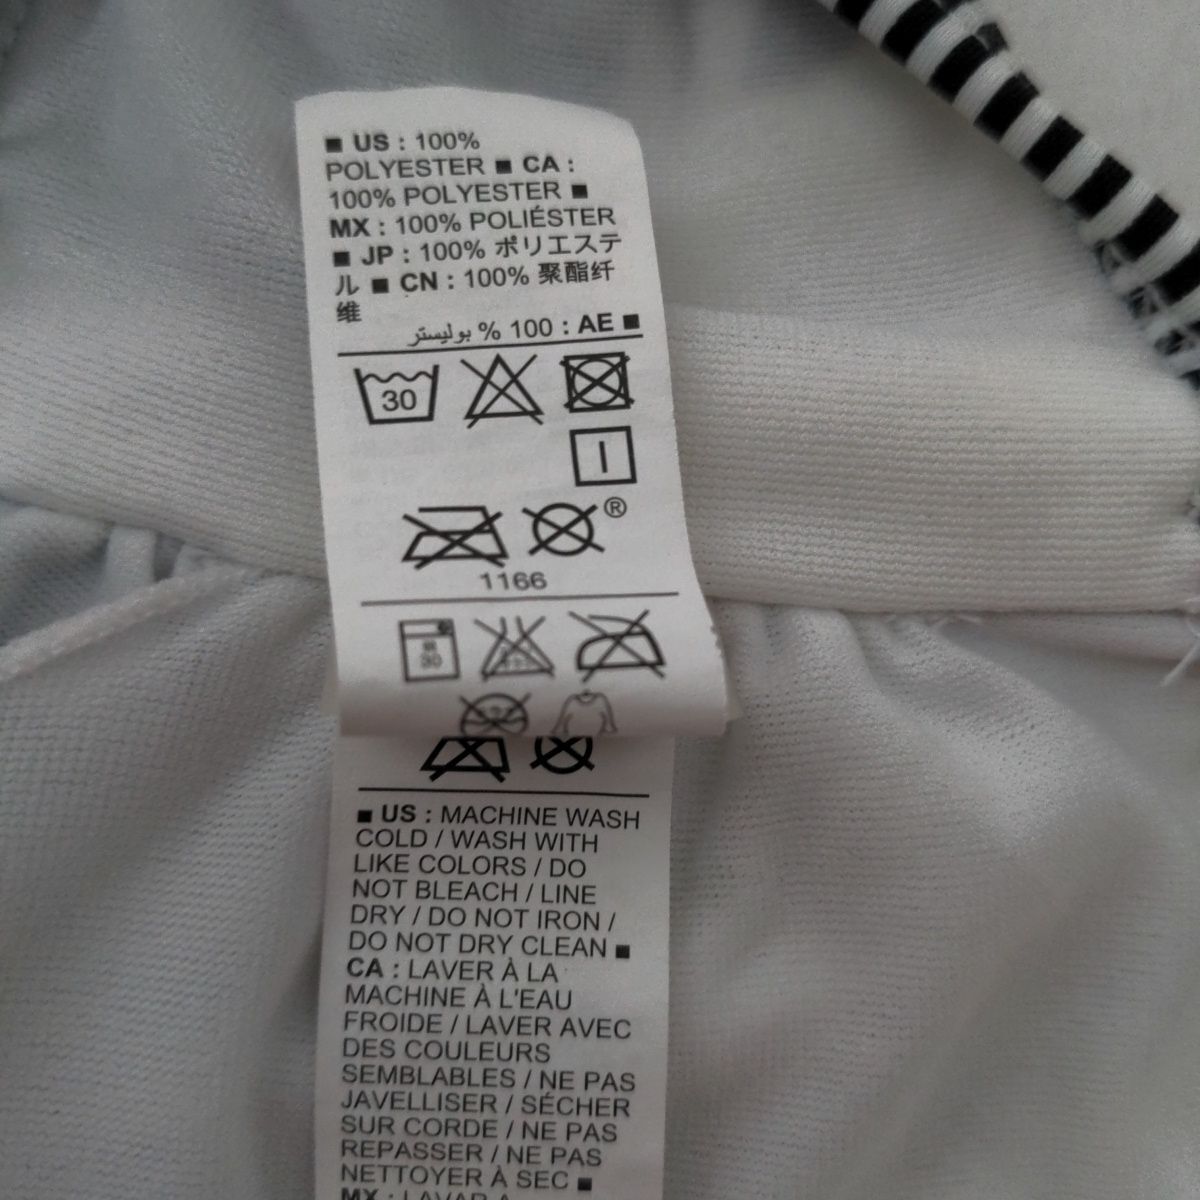 ■ US : 100%
POLYESTER ■ CA :
100% POLYESTER ■
MX : 100% POLIÉSTER
■ JP : 100% ポリエステ
ル ■ CN : 100% 聚酯纤
维
■ AE : 100 % بوليستر
30
®
1166
30
■ US : MACHINE WASH
COLD / WASH WITH
LIKE COLORS / DO
NOT BLEACH / LINE
DRY / DO NOT IRON /
DO NOT DRY CLEAN ■
CA : LAVER À LA
MACHINE À L'EAU
FROIDE / LAVER AVEC
DES COULEURS
SEMBLABLES / NE PAS
JAVELLISER / SÉCHER
SUR CORDE / NE PAS
REPASSER / NE PAS
NETTOYER À SEC ■
MX : LAVAR A